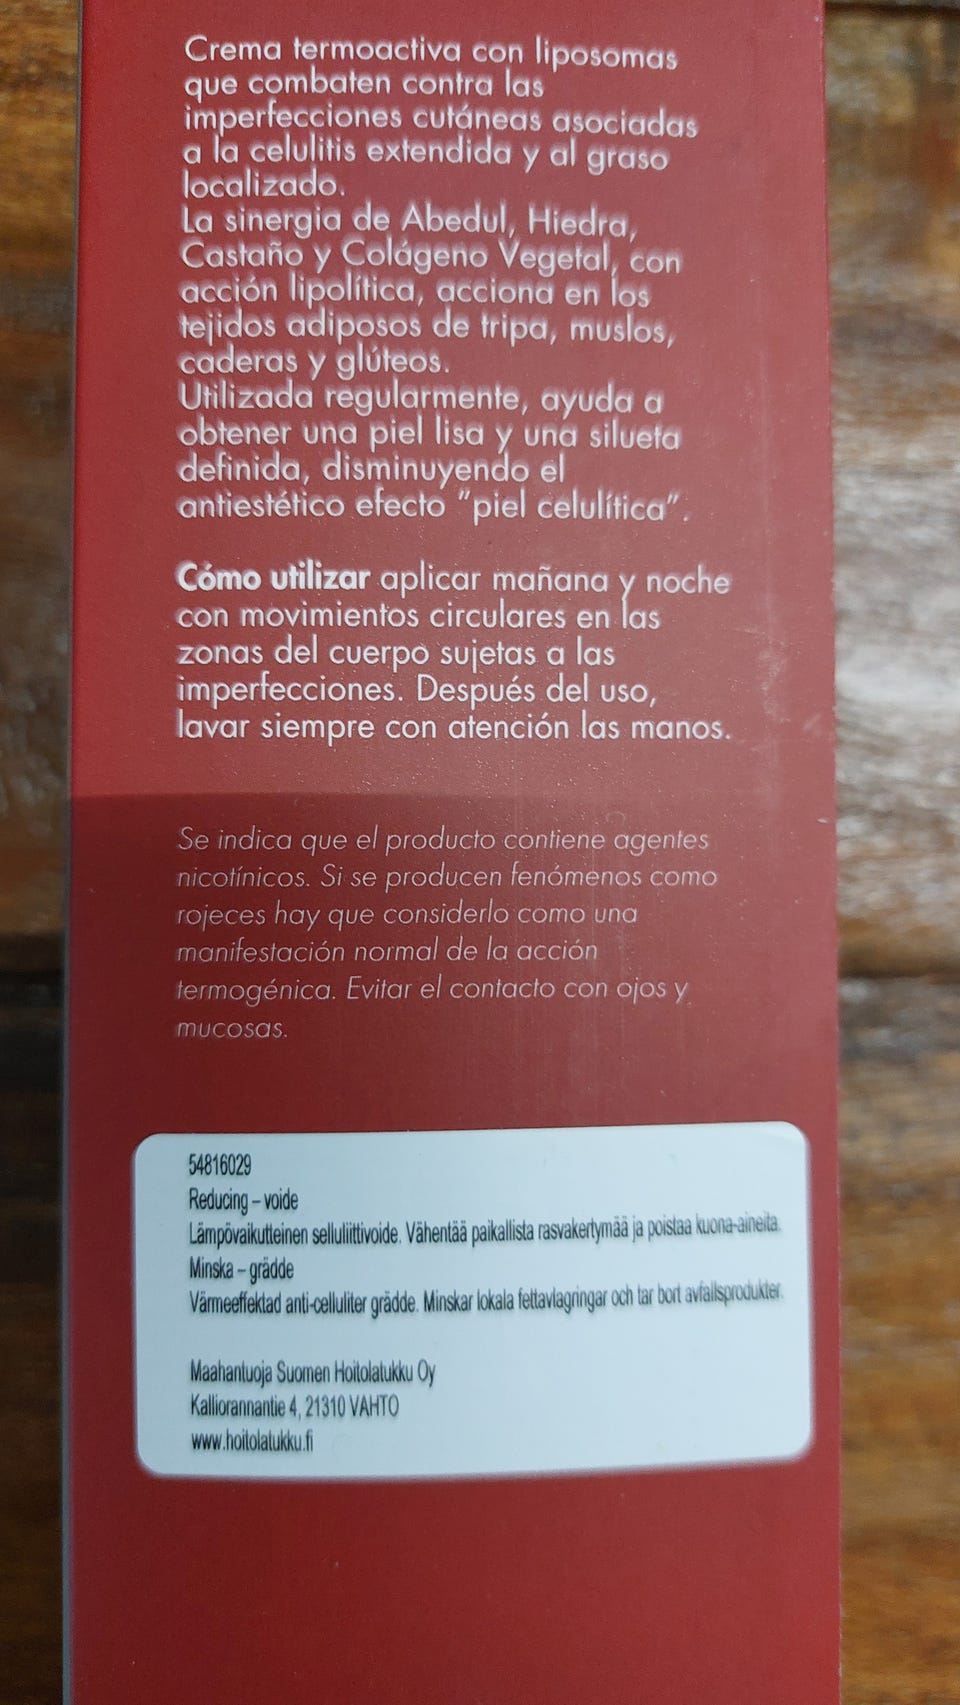 Crema termoactiva con liposomas
que combaten contra las
imperfecciones cutáneas asociadas
a la celulitis extendida y al graso
localizado.
La sinergia de Abedul, Hiedra,
Castaño y Colágeno Vegetal, con
acción lipolítica, acciona en los
tejidos adiposos de tripa, muslos,
caderas y glúteos.
Utilizada regularmente, ayuda a
obtener una piel lisa y una silueta
definida, disminuyendo el
antiestético efecto "piel celulítica".
Cómo utilizar aplicar mañana y noche
con movimientos circulares en las
zonas del cuerpo sujetas a las
imperfecciones. Después del uso,
lavar siempre con atención las manos.
Se indica que el producto contiene agentes
nicotínicos. Si se producen fenómenos como
rojeces hay que considerlo como una
manifestación normal de la acción
termogénica. Evitar el contacto con ojos y
mucosas.
54816029
Reducing – voide
Lämpövaikutteinen selluliittivoide. Vähentää paikallista rasvakertymää ja poistaa kuona-aineita.
Minska – grädde
Värmeeffektad anti-celluliter grädde. Minskar lokala fettavlagringar och tar bort avfallsprodukter.
Maahantuoja Suomen Hoitolatukku Oy
Kalliorannantie 4, 21310 VAHTO
www.hoitolatukku.fi